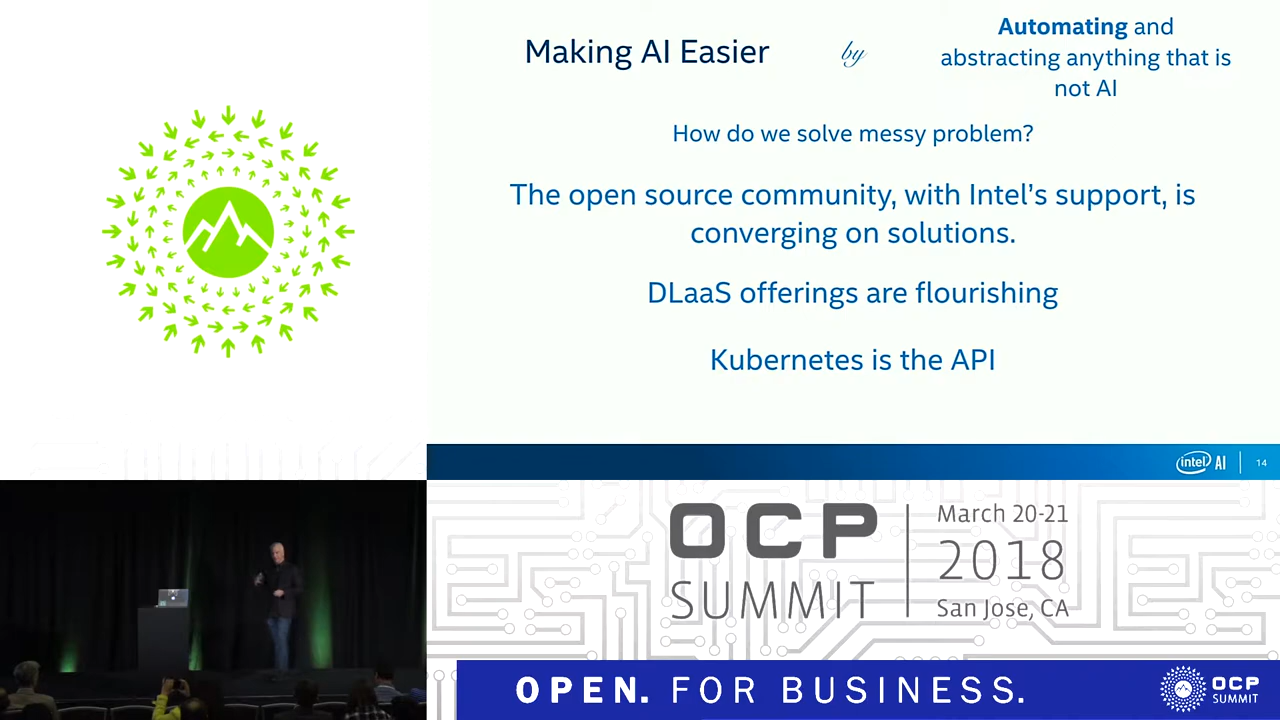 Making AI Easier
by
Automating and
abstracting anything that is
not AI
How do we solve messy problem?
The open source community, with Intel's support, is
converging on solutions.
DLaaS offerings are flourishing
Kubernetes is the API
intel AI
14
OCP
SUMMIT
March 20-21
2018
San Jose, CA
OPEN. FOR BUSINESS.
OCP
SUMMIT